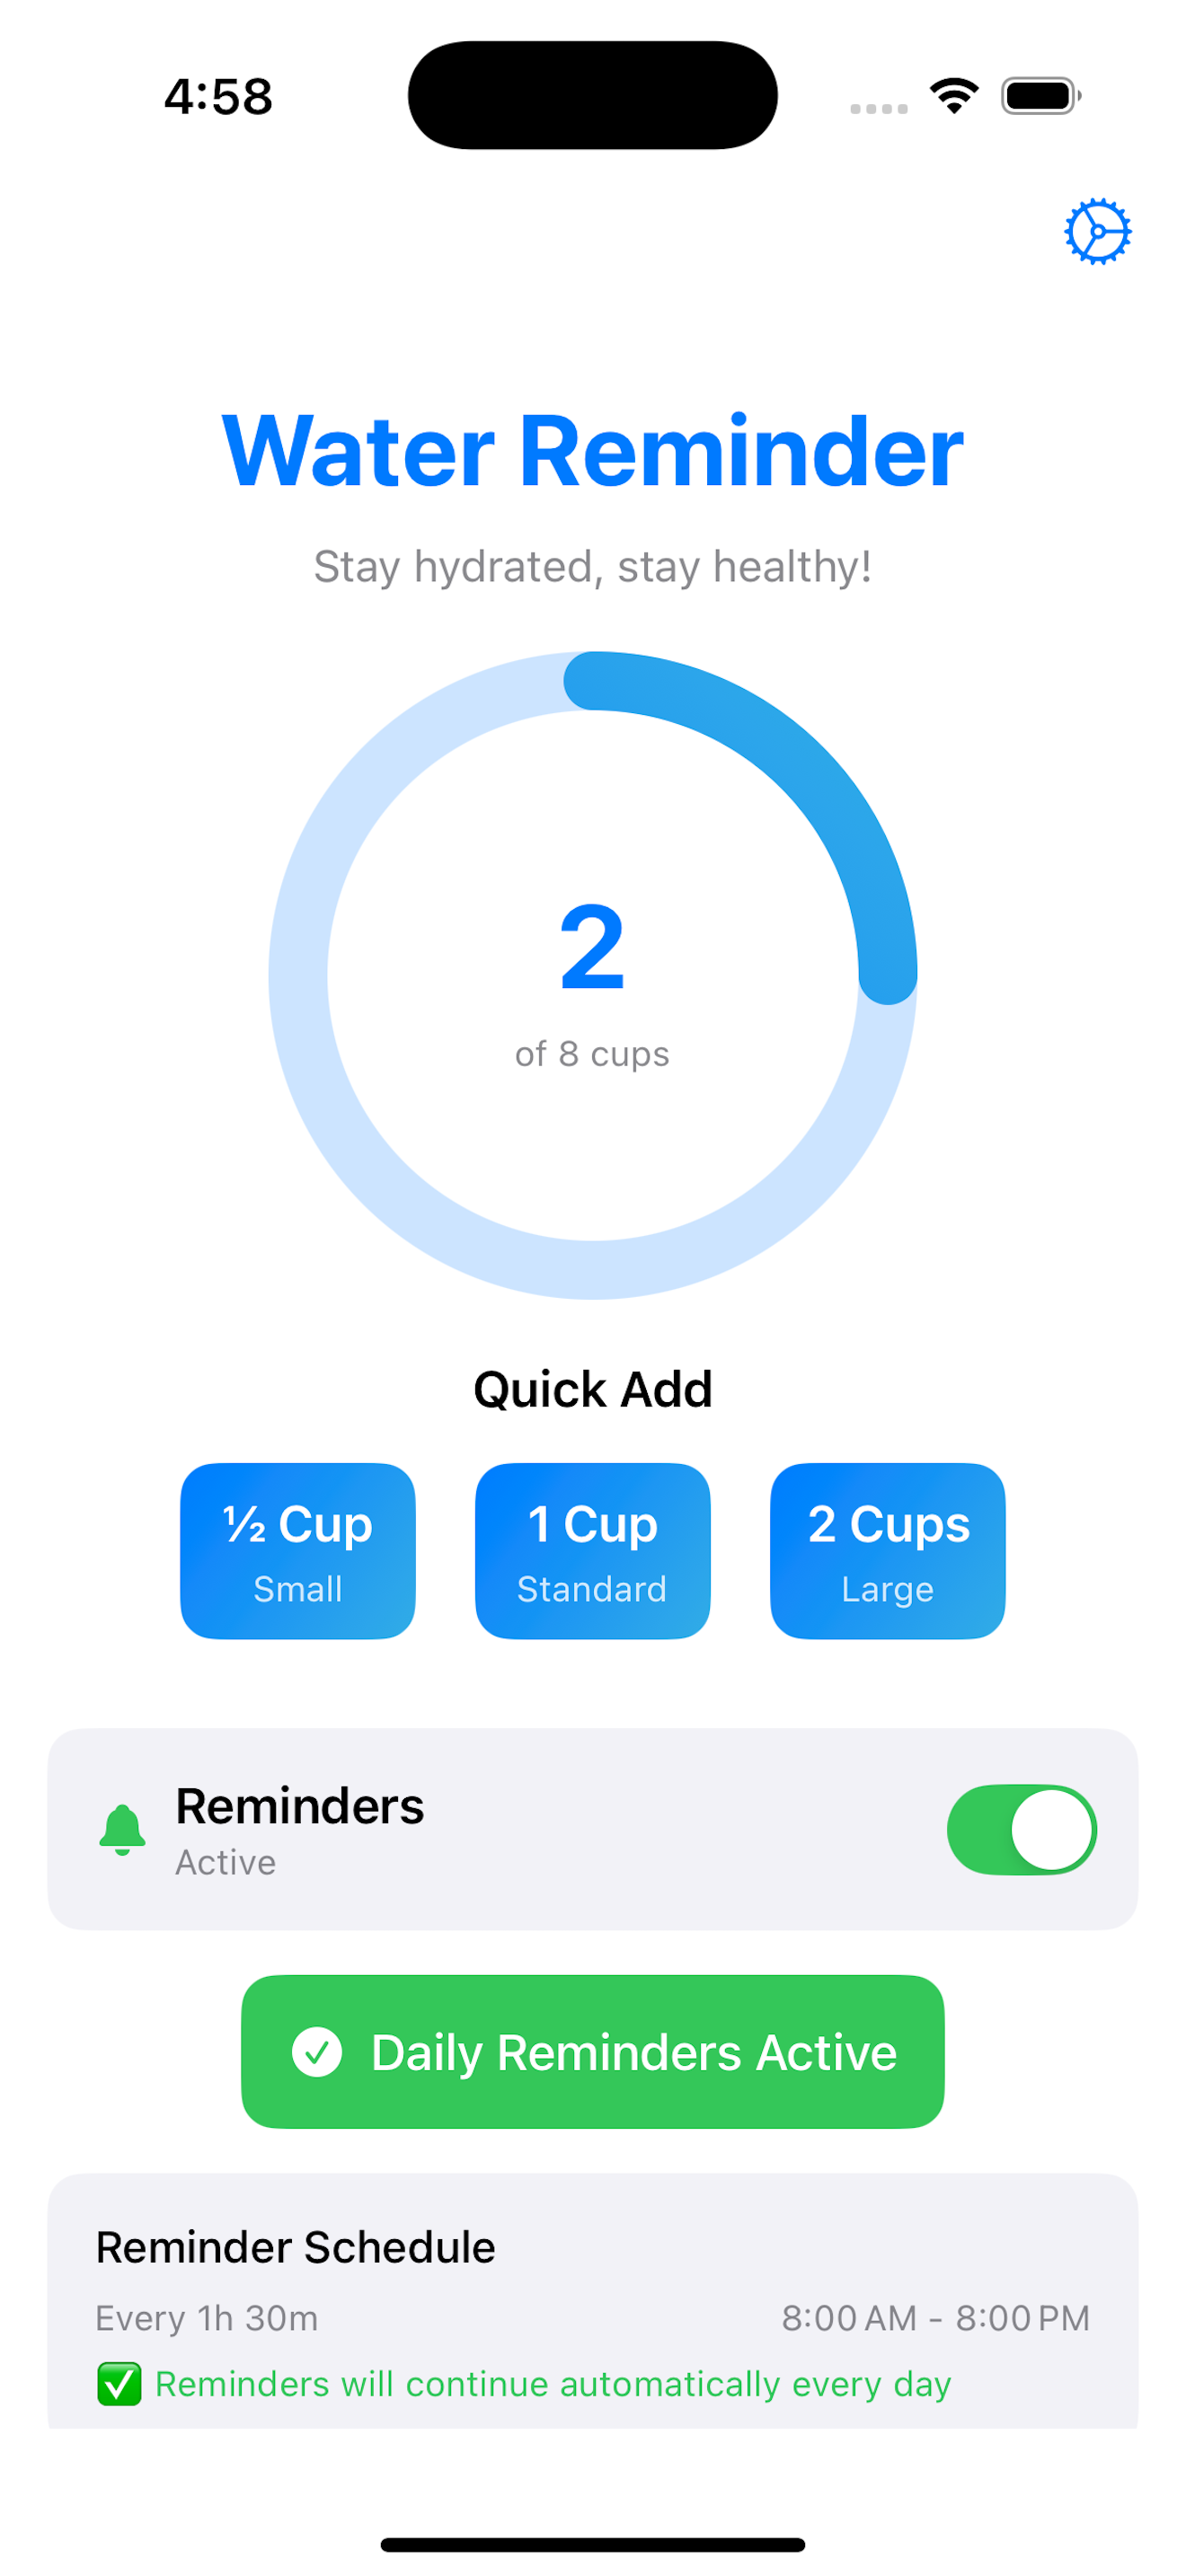 4:58
Water Reminder
Stay hydrated, stay healthy!
2
of 8 cups
Quick Add
½ Cup
Small
1 Cup
Standard
2 Cups
Large
Reminders
Active
Daily Reminders Active
Reminder Schedule
Every 1h 30m 8:00 AM - 8:00 PM
✅ Reminders will continue automatically every day